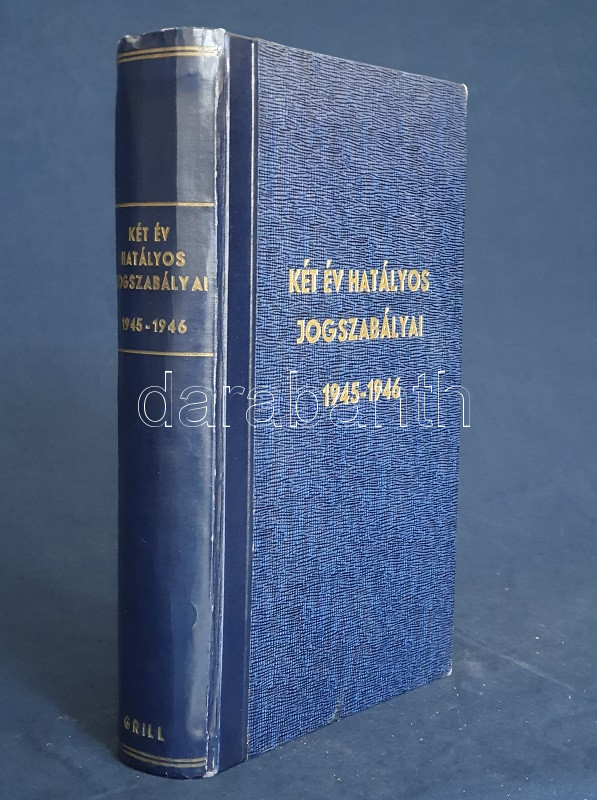 KÉT ÉV
HATÁLYOS
JOGSZABÁLYAI
1945-1946
GRILL
KÉT ÉV HATÁLYOS
JOGSZABÁLYAI
1945-1946
darabanth